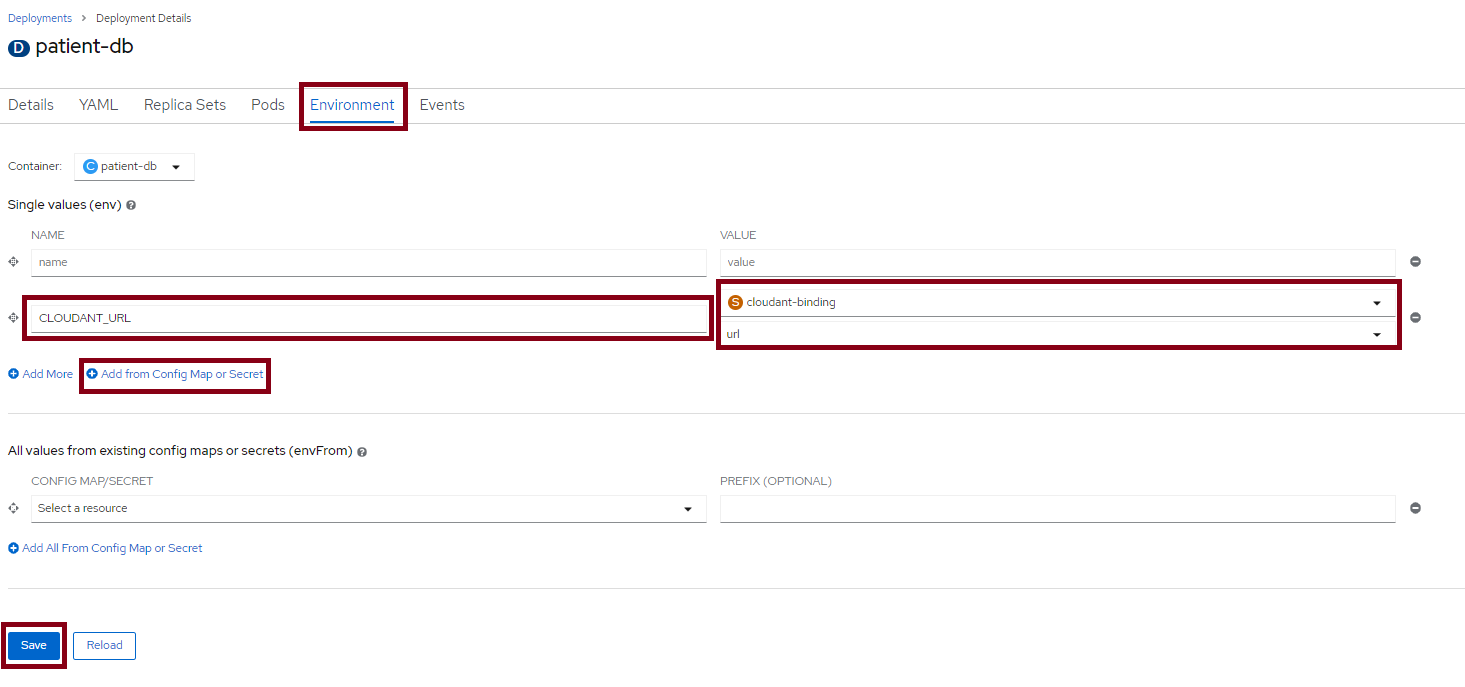 Deployments > Deployment Details
D patient-db
Details YAML Replica Sets Pods Environment Events
Container: C patient-db
Single values (env)
NAME VALUE
name value
S cloudant-binding
CLOUDANT_URL
url
Add More Add from Config Map or Secret
All values from existing config maps or secrets (envFrom)
CONFIG MAP/SECRET PREFIX (OPTIONAL)
Select a resource
Add All From Config Map or Secret
Save Reload